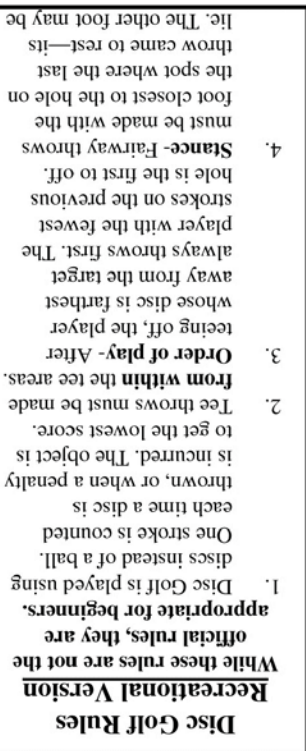 Disc Golf Rules
Recreational Version
While these rules are not the
official rules, they are
appropriate for beginners.
1. Disc Golf is played using
discs instead of a ball.
One stroke is counted
each time a disc is
thrown, or when a penalty
is incurred. The object is
to get the lowest score.
2. Tee throws must be made
from within the tee areas.
3. Order of play- After
teeing off, the player
whose disc is farthest
away from the target
always throws first. The
player with the fewest
strokes on the previous
hole is the first to off.
4. Stance- Fairway throws
must be made with the
foot closest to the hole on
the spot where the last
throw came to rest—its
lie. The other foot may be